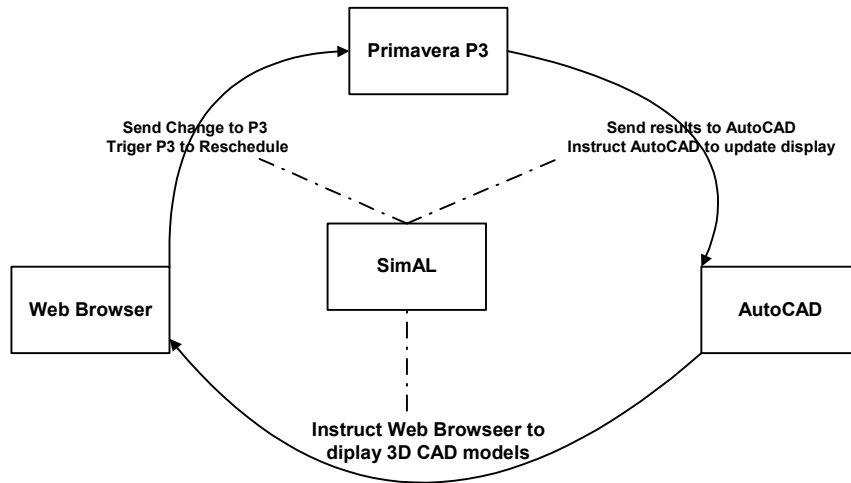 Primavera P3
Send Change to P3
Triger P3 to Reschedule
Send results to AutoCAD
Instruct AutoCAD to update display
SimAL
Web Browser
AutoCAD
Instruct Web Browseer to
diplay 3D CAD models